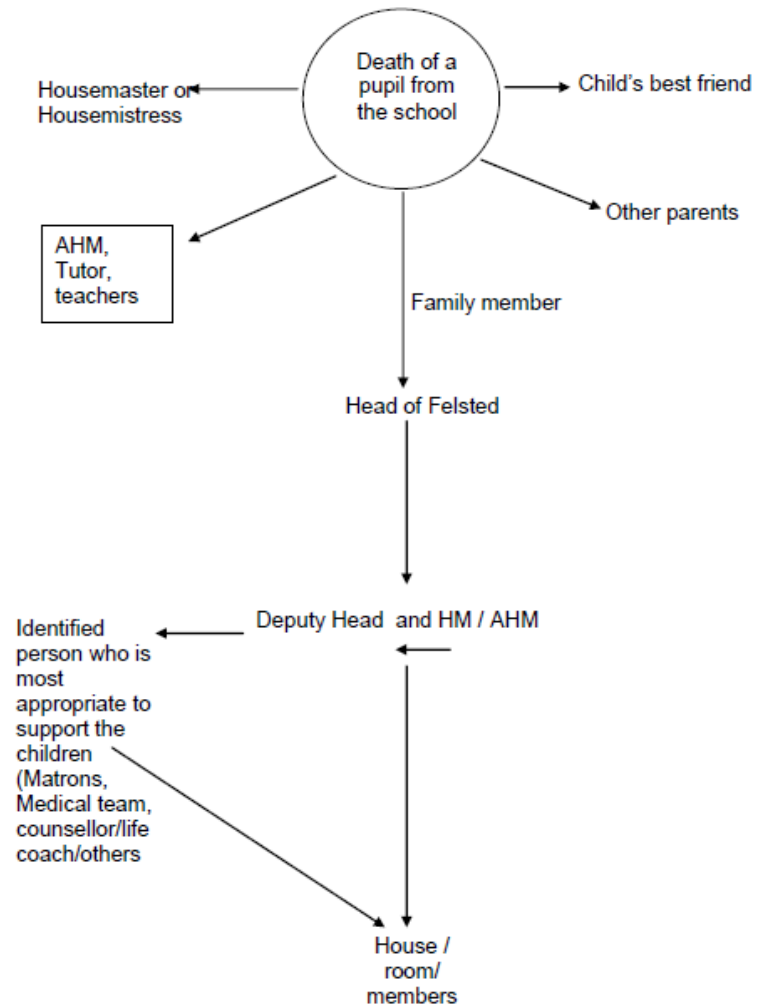 Death of a
pupil from
the school
Housemaster or
Housemistress
Child's best friend
Other parents
AHM,
Tutor,
teachers
Family member
Head of Felsted
Deputy Head and HM / AHM
Identified
person who is
most
appropriate to
support the
children
(Matrons,
Medical team,
counsellor/life
coach/others
House /
room/
members